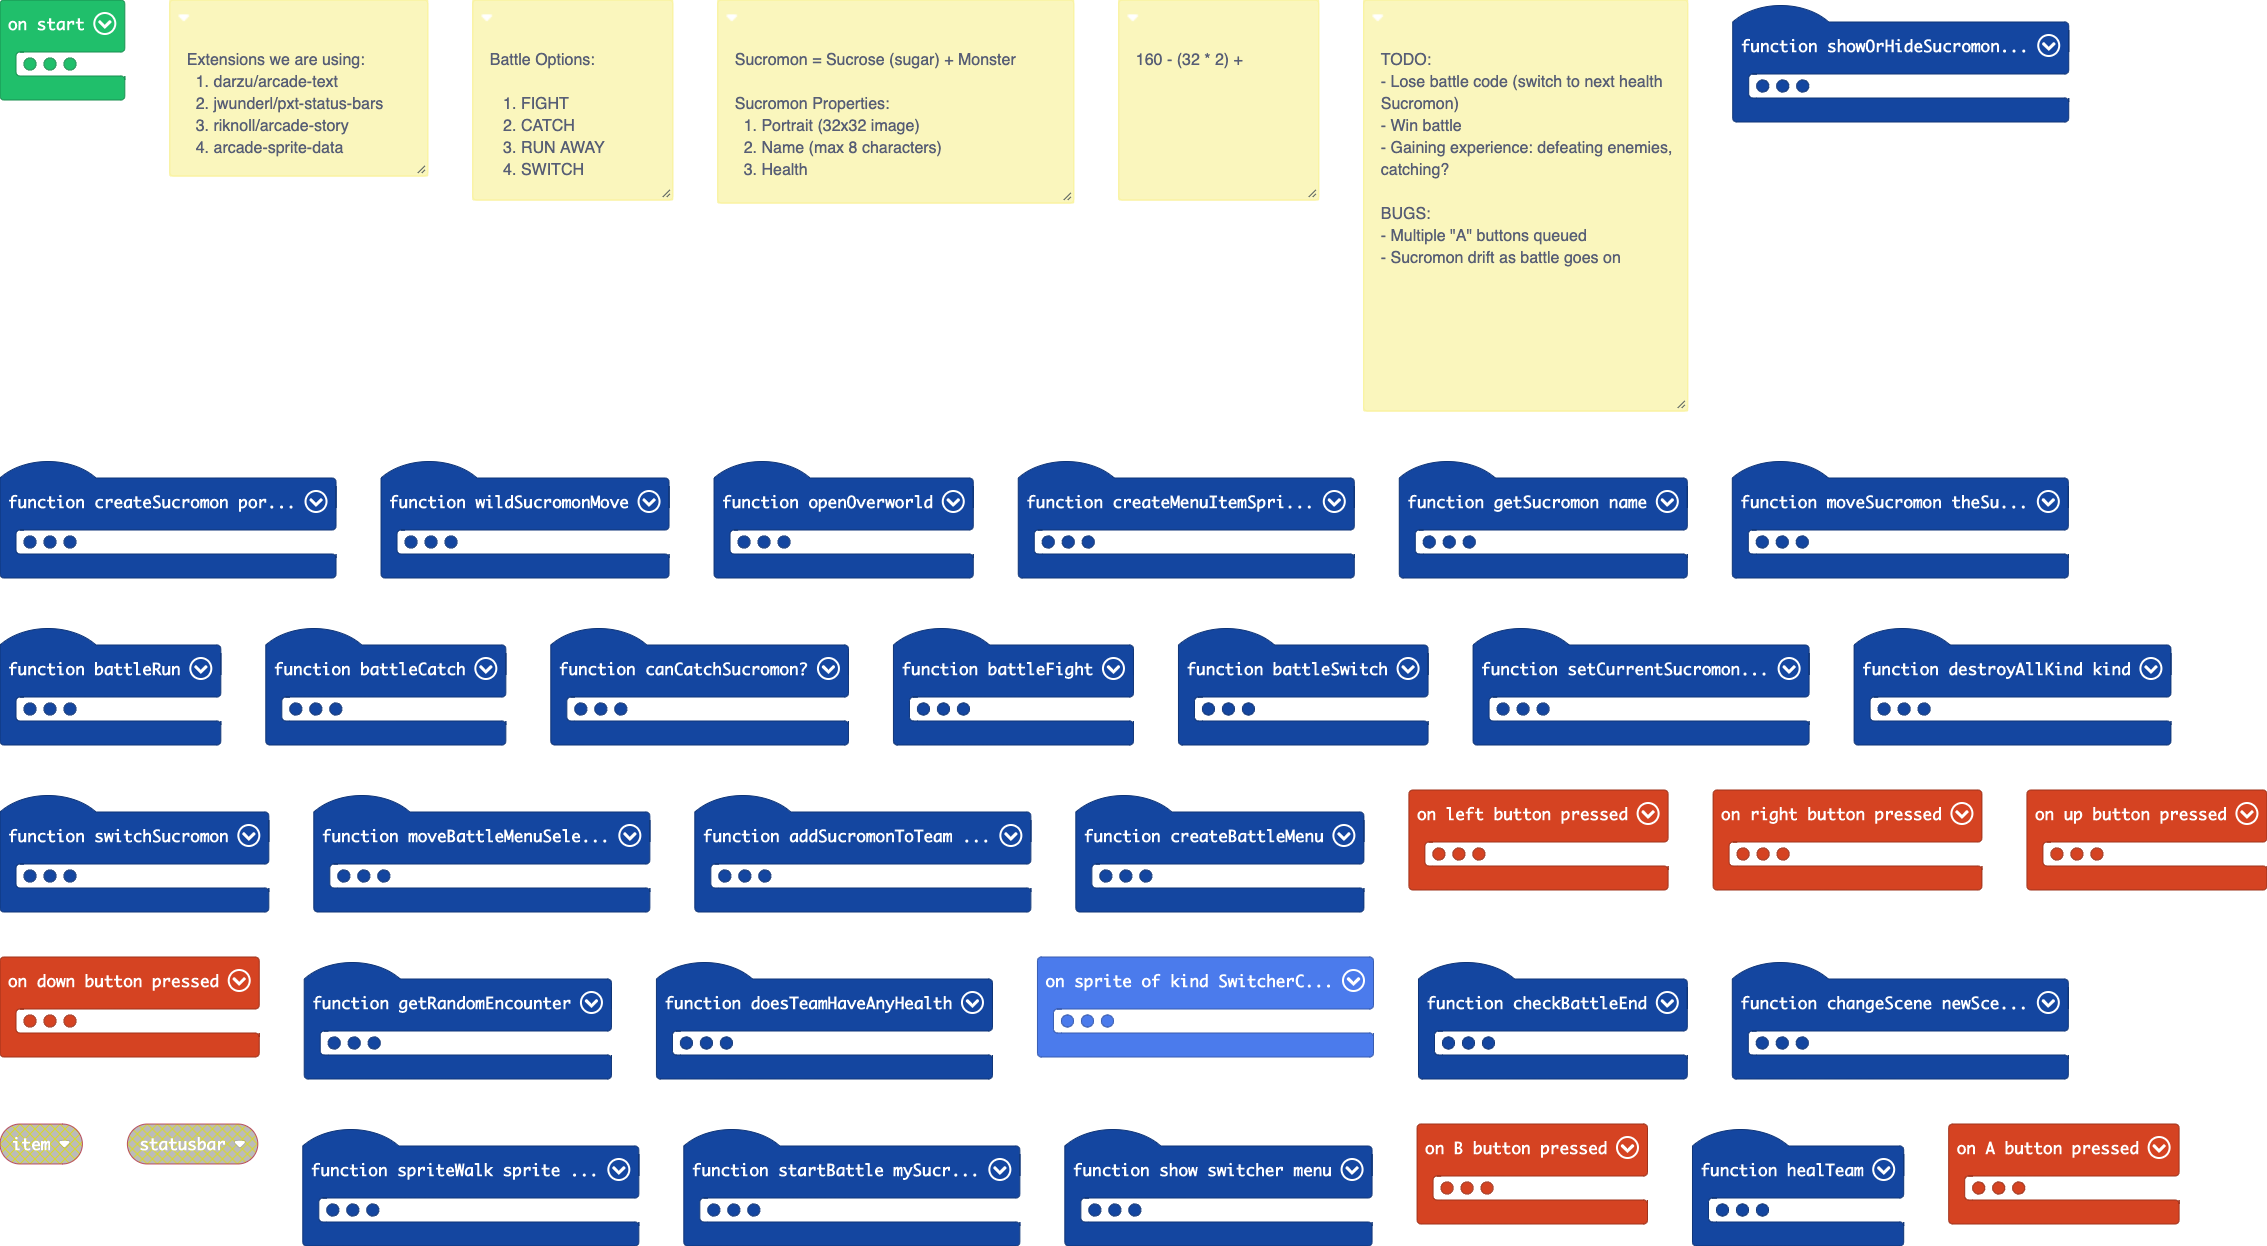 on start
Extensions we are using:
1. darzu/arcade-text
2. jwunderl/pxt-status-bars
3. riknoll/arcade-story
4. arcade-sprite-data
Battle Options:
1. FIGHT
2. CATCH
3. RUN AWAY
4. SWITCH
Sucromon = Sucrose (sugar) + Monster
Sucromon Properties:
1. Portrait (32x32 image)
2. Name (max 8 characters)
3. Health
160 - (32 * 2) +
TODO:
- Lose battle code (switch to next health
Sucromon)
- Win battle
- Gaining experience: defeating enemies,
catching?
BUGS:
- Multiple "A" buttons queued
- Sucromon drift as battle goes on
function showOrHideSucromon...
function createSucromon por...
function wildSucromonMove
function openOverworld
function createMenuItemSpri...
function getSucromon name
function moveSucromon theSu...
function battleRun
function battleCatch
function canCatchSucromon?
function battleFight
function battleSwitch
function setCurrentSucromon...
function destroyAllKind kind
function switchSucromon
function moveBattleMenuSele...
function addSucromonToTeam ...
function createBattleMenu
on left button pressed
on right button pressed
on up button pressed
on down button pressed
function getRandomEncounter
function doesTeamHaveAnyHealth
on sprite of kind SwitcherC...
function checkBattleEnd
function changeScene newSce...
item
statusbar
function spriteWalk sprite ...
function startBattle mySucr...
function show switcher menu
on B button pressed
function healTeam
on A button pressed